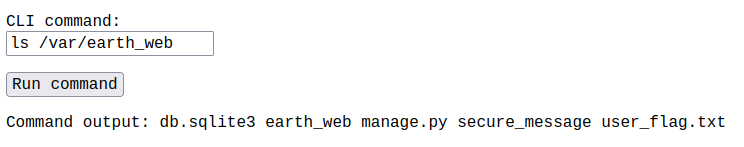 CLI command:
ls /var/earth_web
Run command
Command output: db.sqlite3 earth_web manage.py secure_message user_flag.txt